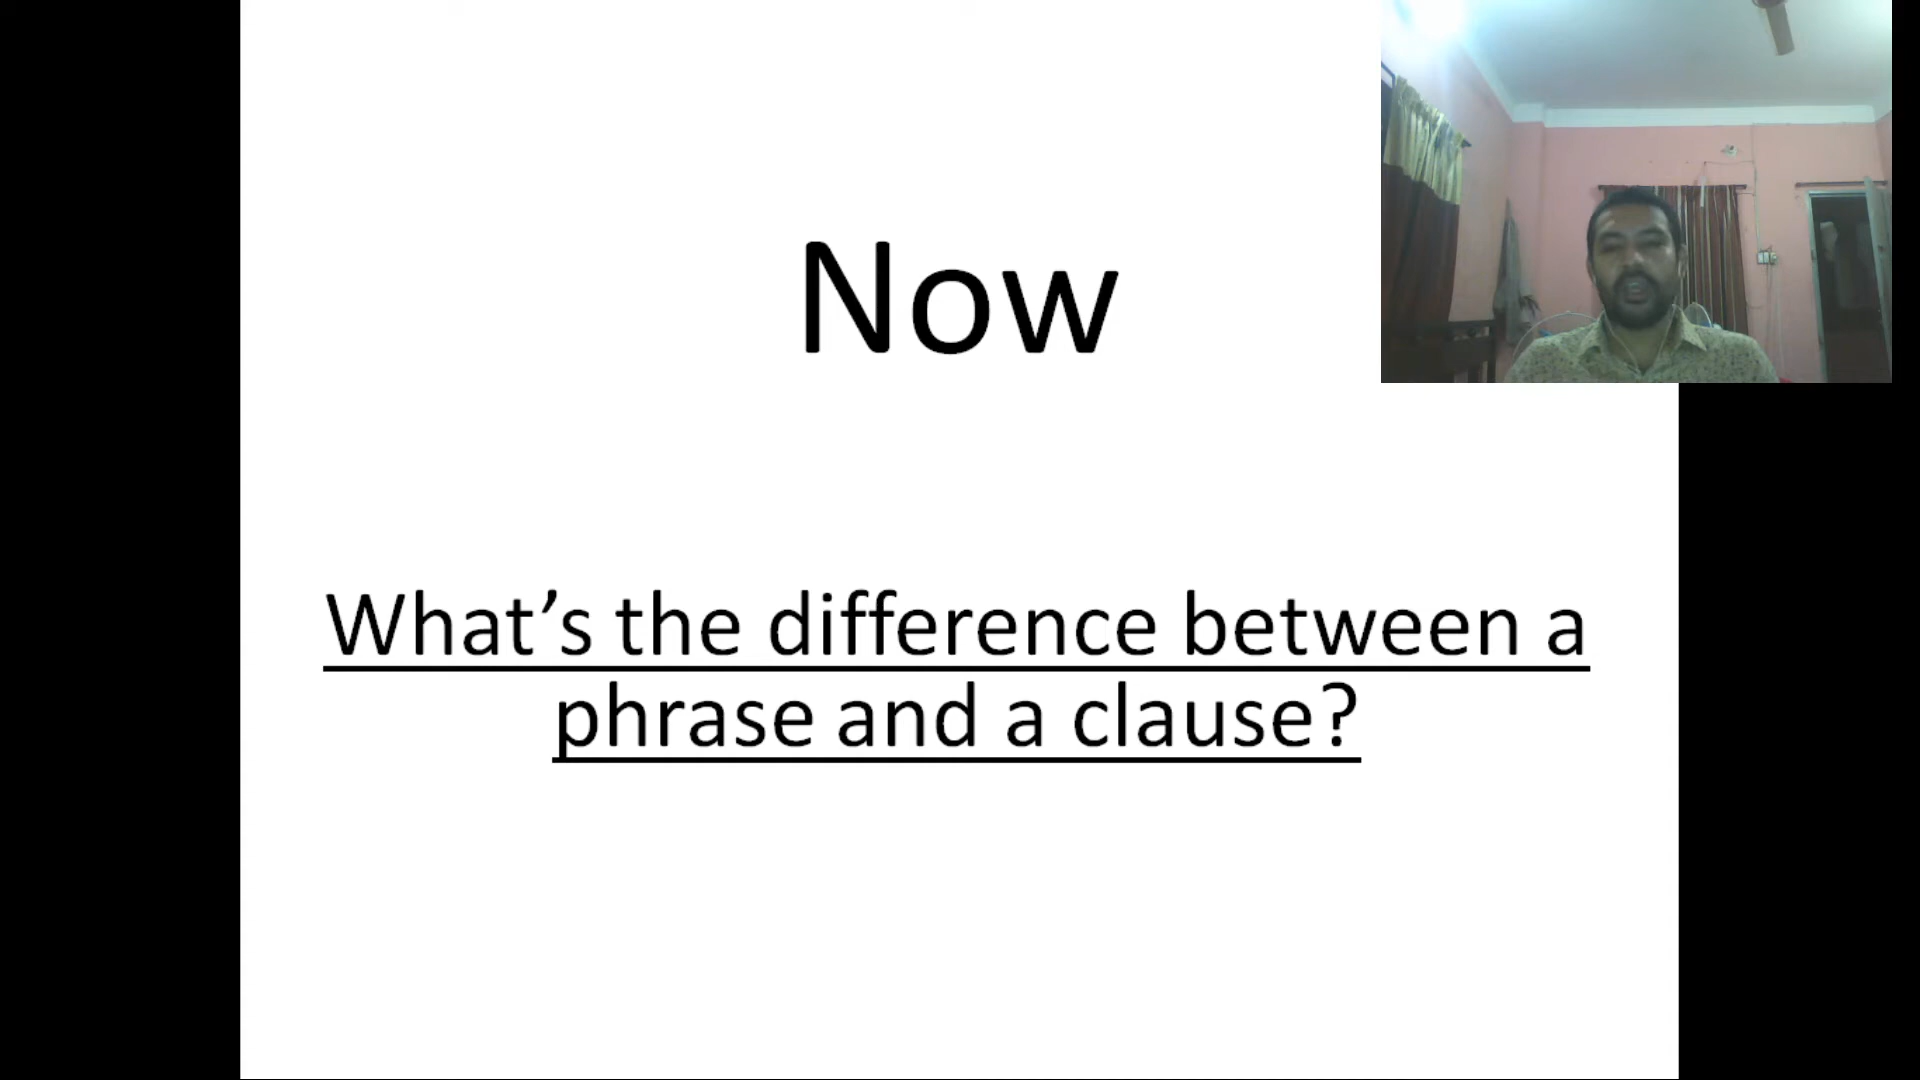 Now
What’s the difference between a
phrase and a clause?